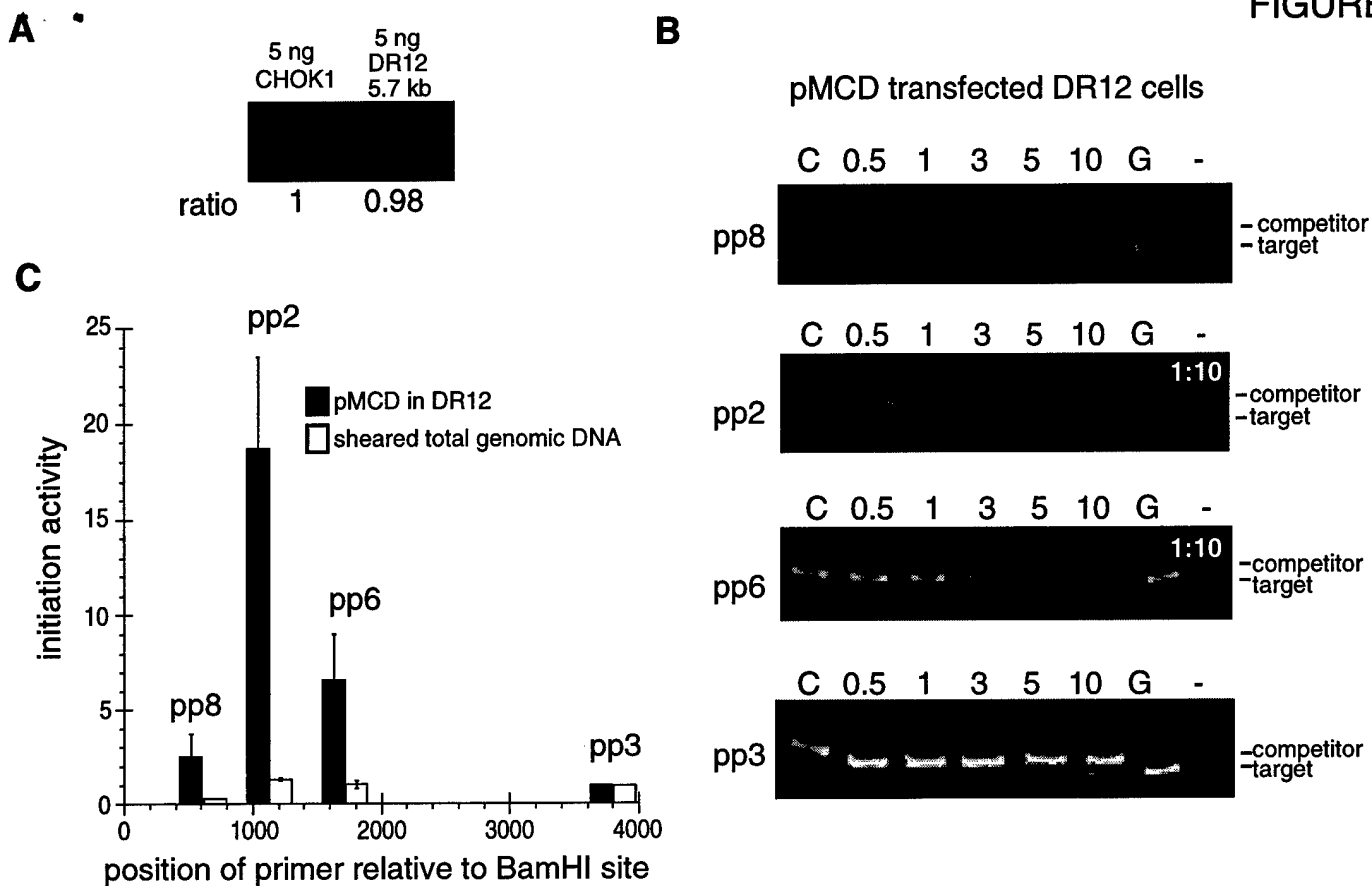 FIGURE
A
5 ng
CHOK1
5 ng
DR12
5.7 kb
ratio 1 0.98
B
pMCD transfected DR12 cells
C 0.5 1 3 5 10 G -
pp8
-competitor
-target
C 0.5 1 3 5 10 G -
1:10
pp2
-competitor
-target
C 0.5 1 3 5 10 G -
1:10
pp6
-competitor
-target
C 0.5 1 3 5 10 G -
pp3
-competitor
-target
C
25
20
15
10
5
0
initiation activity
pp2
pMCD in DR12
sheared total genomic DNA
pp6
pp8
pp3
0 1000 2000 3000 4000
position of primer relative to BamHI site